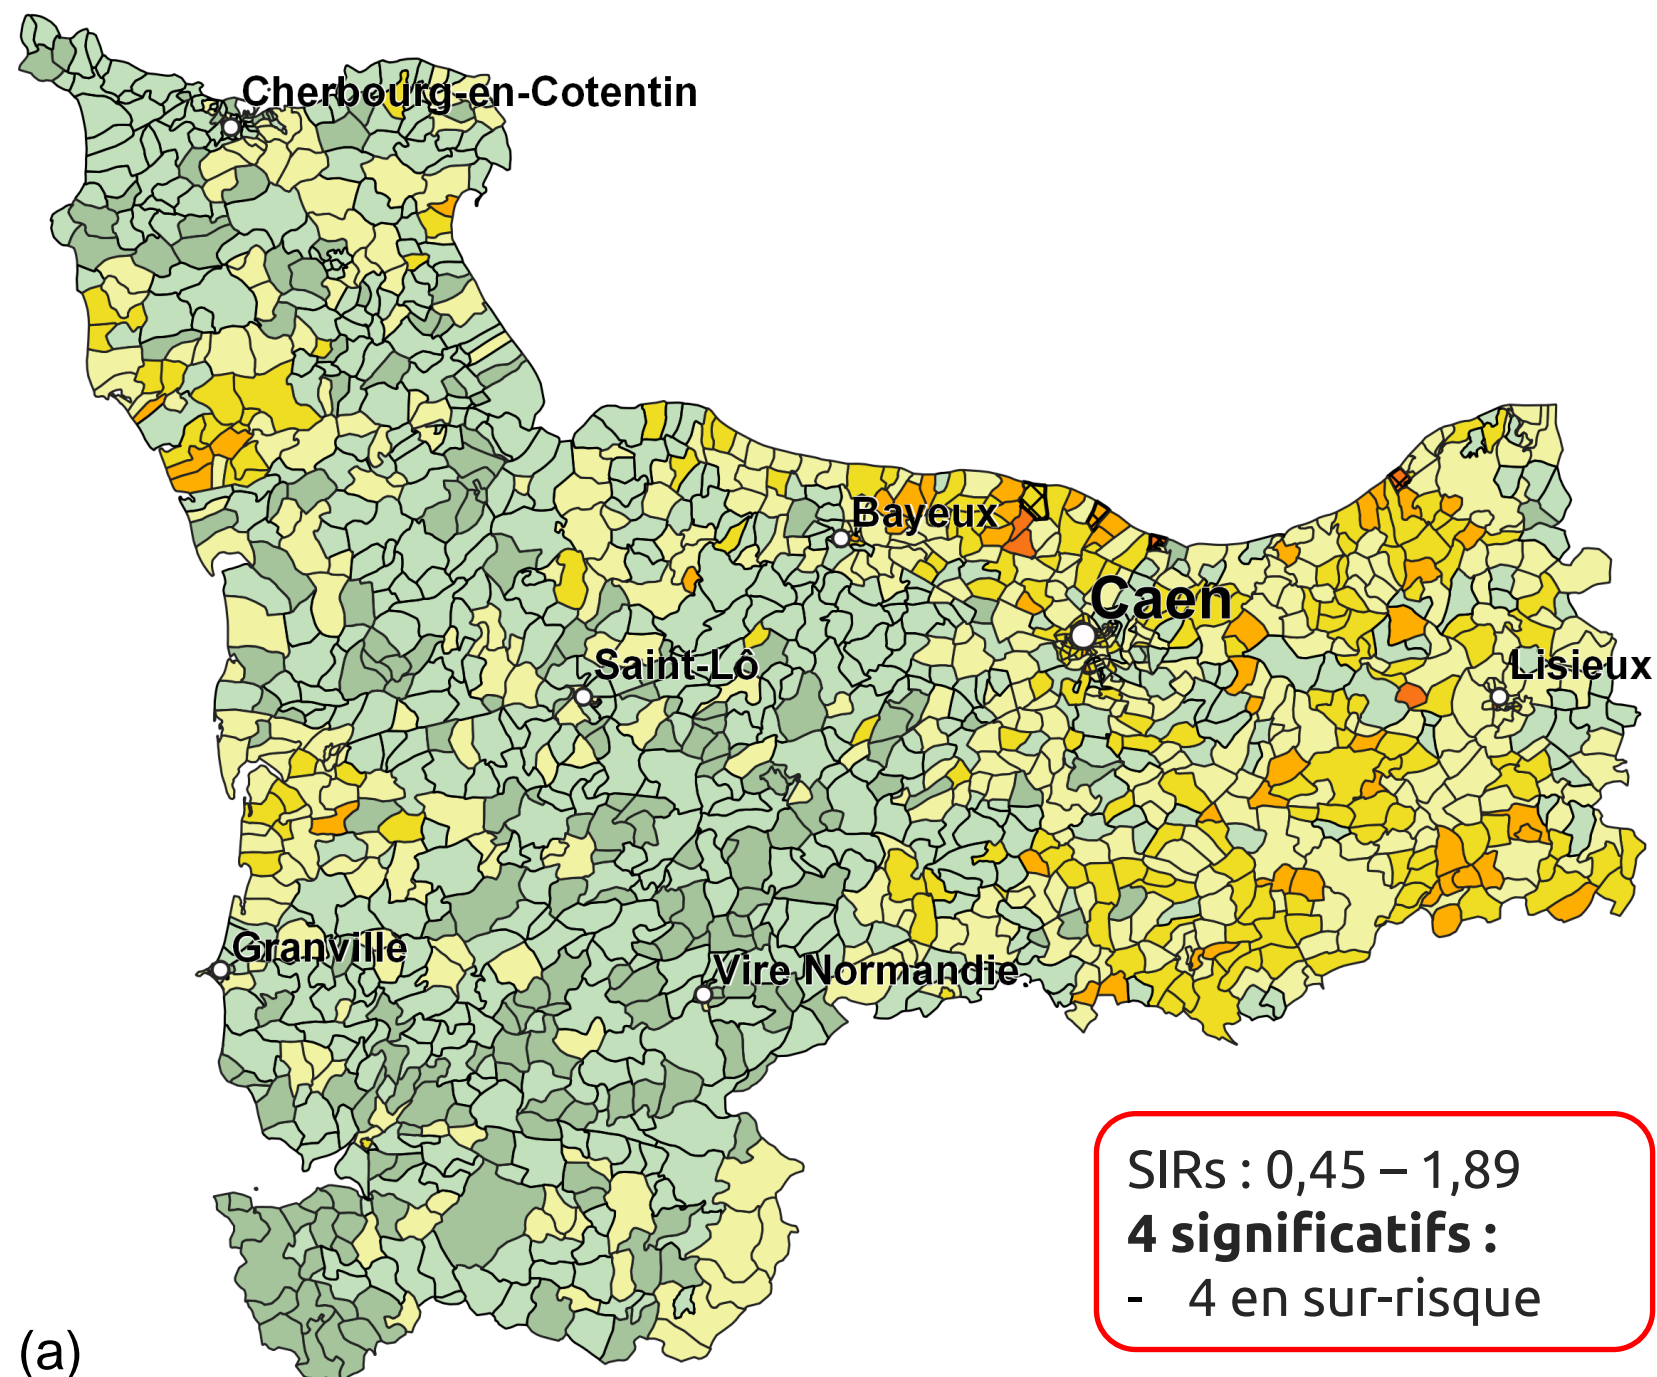 Cherbourg-en-Cotentin
Bayeux
Caen
Saint-Lô
Lisieux
Granville
Vire Normandie
SIRs : 0,45 – 1,89
4 significatifs :
- 4 en sur-risque
(a)